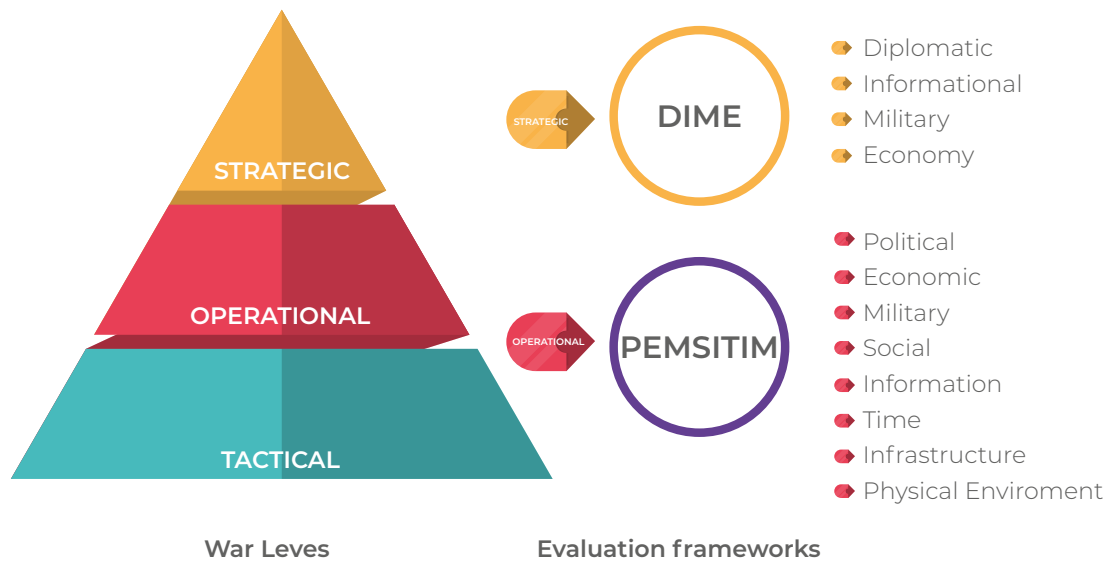 STRATEGIC
OPERATIONAL
TACTICAL
War Leves
STRATEGIC
DIME
Diplomatic
Informational
Military
Economy
OPERATIONAL
PEMSITIM
Political
Economic
Military
Social
Information
Time
Infrastructure
Physical Enviroment
Evaluation frameworks